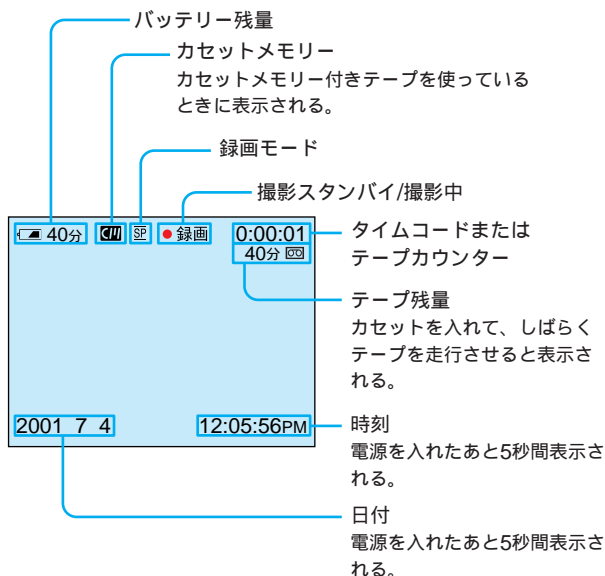 バッテリー残量
カセットメモリー
カセットメモリー付きテープを使っている
ときに表示される。
録画モード
撮影スタンバイ/撮影中
40分 CM SP ●録画 0:00:01
40分
タイムコードまたは
テープカウンター
テープ残量
カセットを入れて、しばらく
テープを走行させると表示さ
れる。
2001 7 4 12:05:56PM
時刻
電源を入れたあと5秒間表示さ
れる。
日付
電源を入れたあと5秒間表示さ
れる。